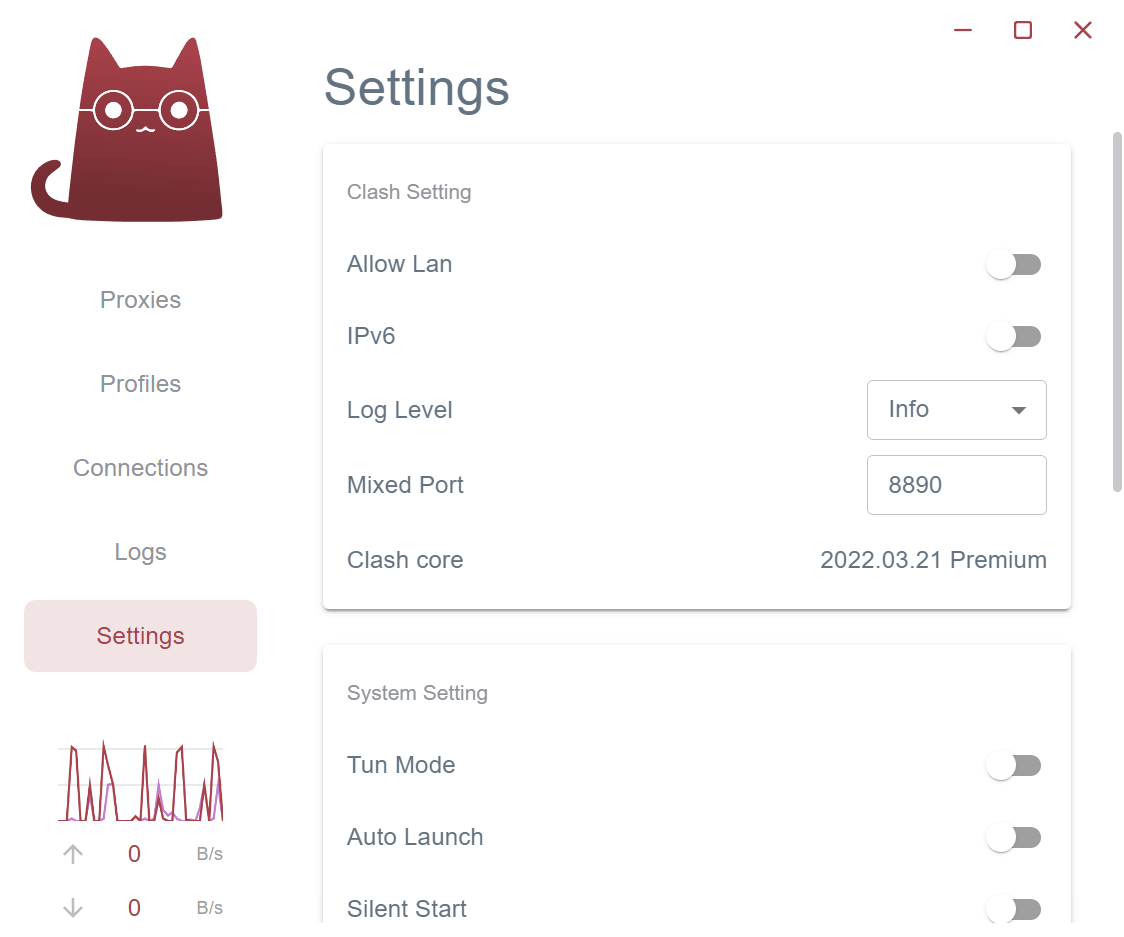 Settings
Proxies
Profiles
Connections
Logs
Settings
0 B/s
0 B/s
Clash Setting
Allow Lan
IPv6
Log Level Info
Mixed Port 8890
Clash core 2022.03.21 Premium
System Setting
Tun Mode
Auto Launch
Silent Start